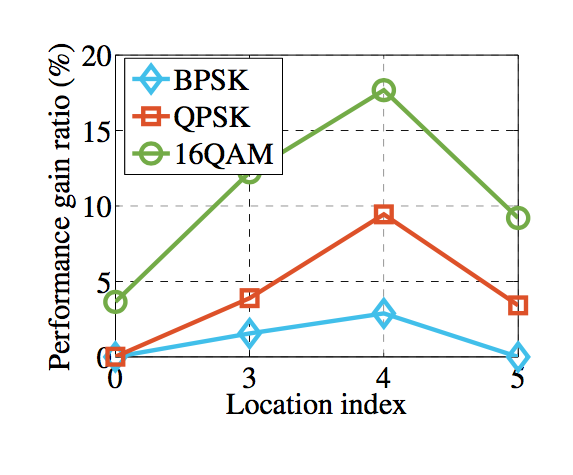 Performance gain ratio (%)
20
15
10
5
0
BPSK
QPSK
16QAM
0 3 4 5
Location index